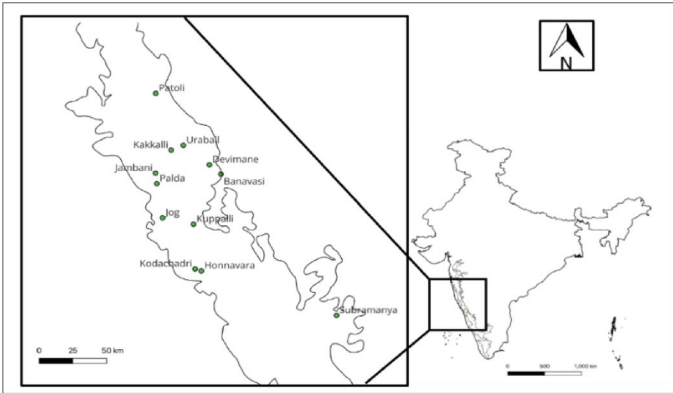 N
Patoli
Kakkalli
Urabail
Devimane
Jambani
Palda
Banavasi
Jog
Kuppalli
Kodachadri
Honnavara
Subramanya
0 25 50 km
0 500 1,000 km